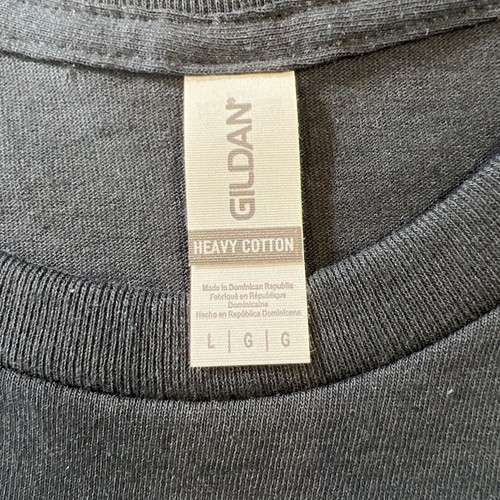 GILDAN®
HEAVY COTTON
Made in Dominican Republic
Fabriqué en République
Dominicaine
Hecho en República Dominicana
L | G | G